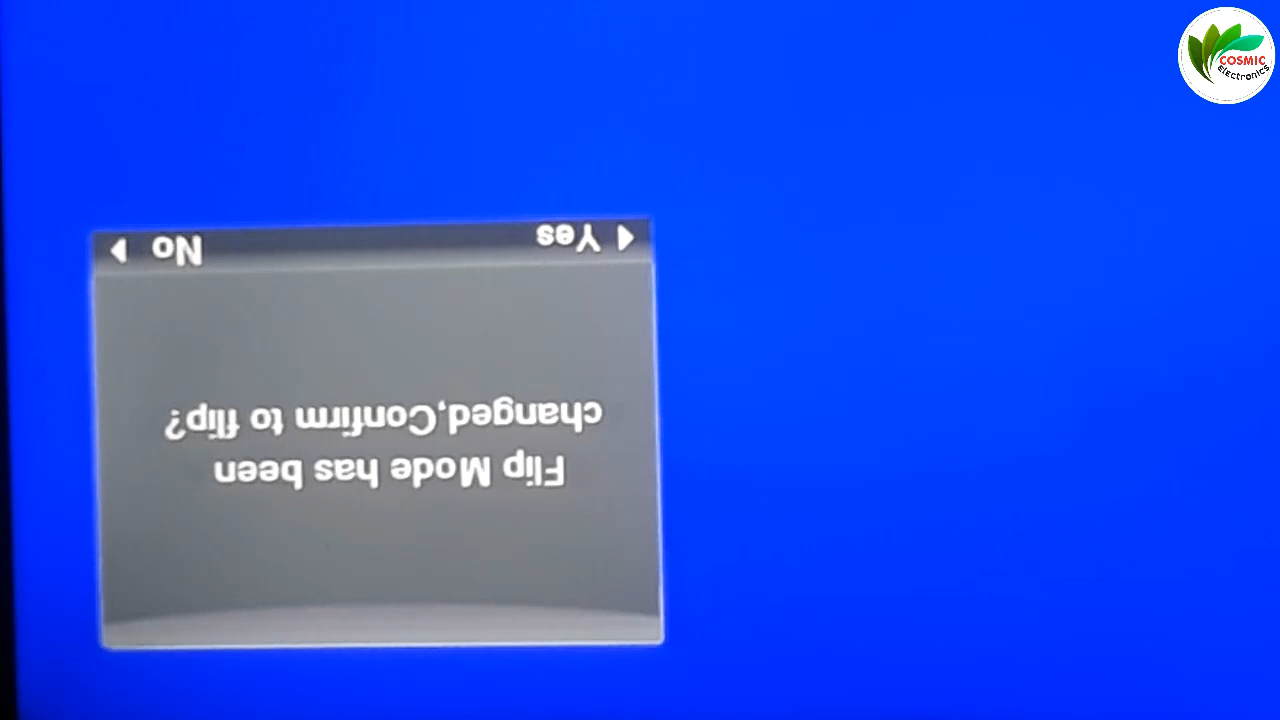 Flip Mode has been
changed,Confirm to flip?
Yes No
COSMIC
Electronics